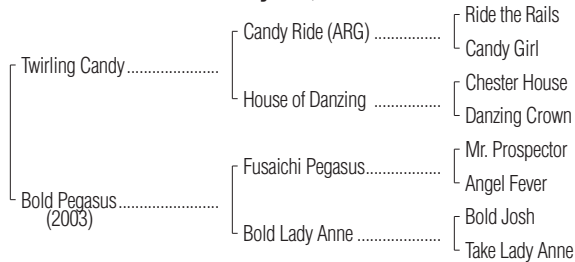 Ride the Rails
Candy Ride (ARG) ................
Candy Girl
Twirling Candy ......................
Chester House
House of Danzing ................
Danzing Crown
Mr. Prospector
Fusaichi Pegasus..................
Angel Fever
Bold Pegasus........................
(2003)
Bold Josh
Bold Lady Anne ....................
Take Lady Anne